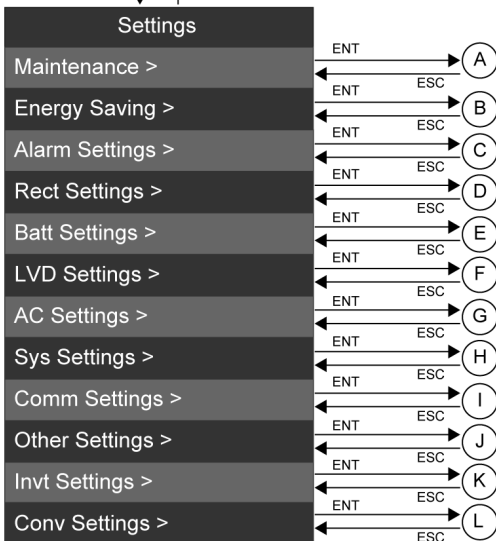 Settings
ENT
Maintenance >
A
ESC
ENT
Energy Saving >
B
ESC
ENT
Alarm Settings >
C
ESC
ENT
Rect Settings >
D
ESC
ENT
Batt Settings >
E
ESC
ENT
LVD Settings >
F
ESC
ENT
AC Settings >
G
ESC
ENT
Sys Settings >
H
ESC
ENT
Comm Settings >
I
ESC
ENT
Other Settings >
J
ESC
ENT
Invt Settings >
K
ESC
ENT
Conv Settings >
L
ESC